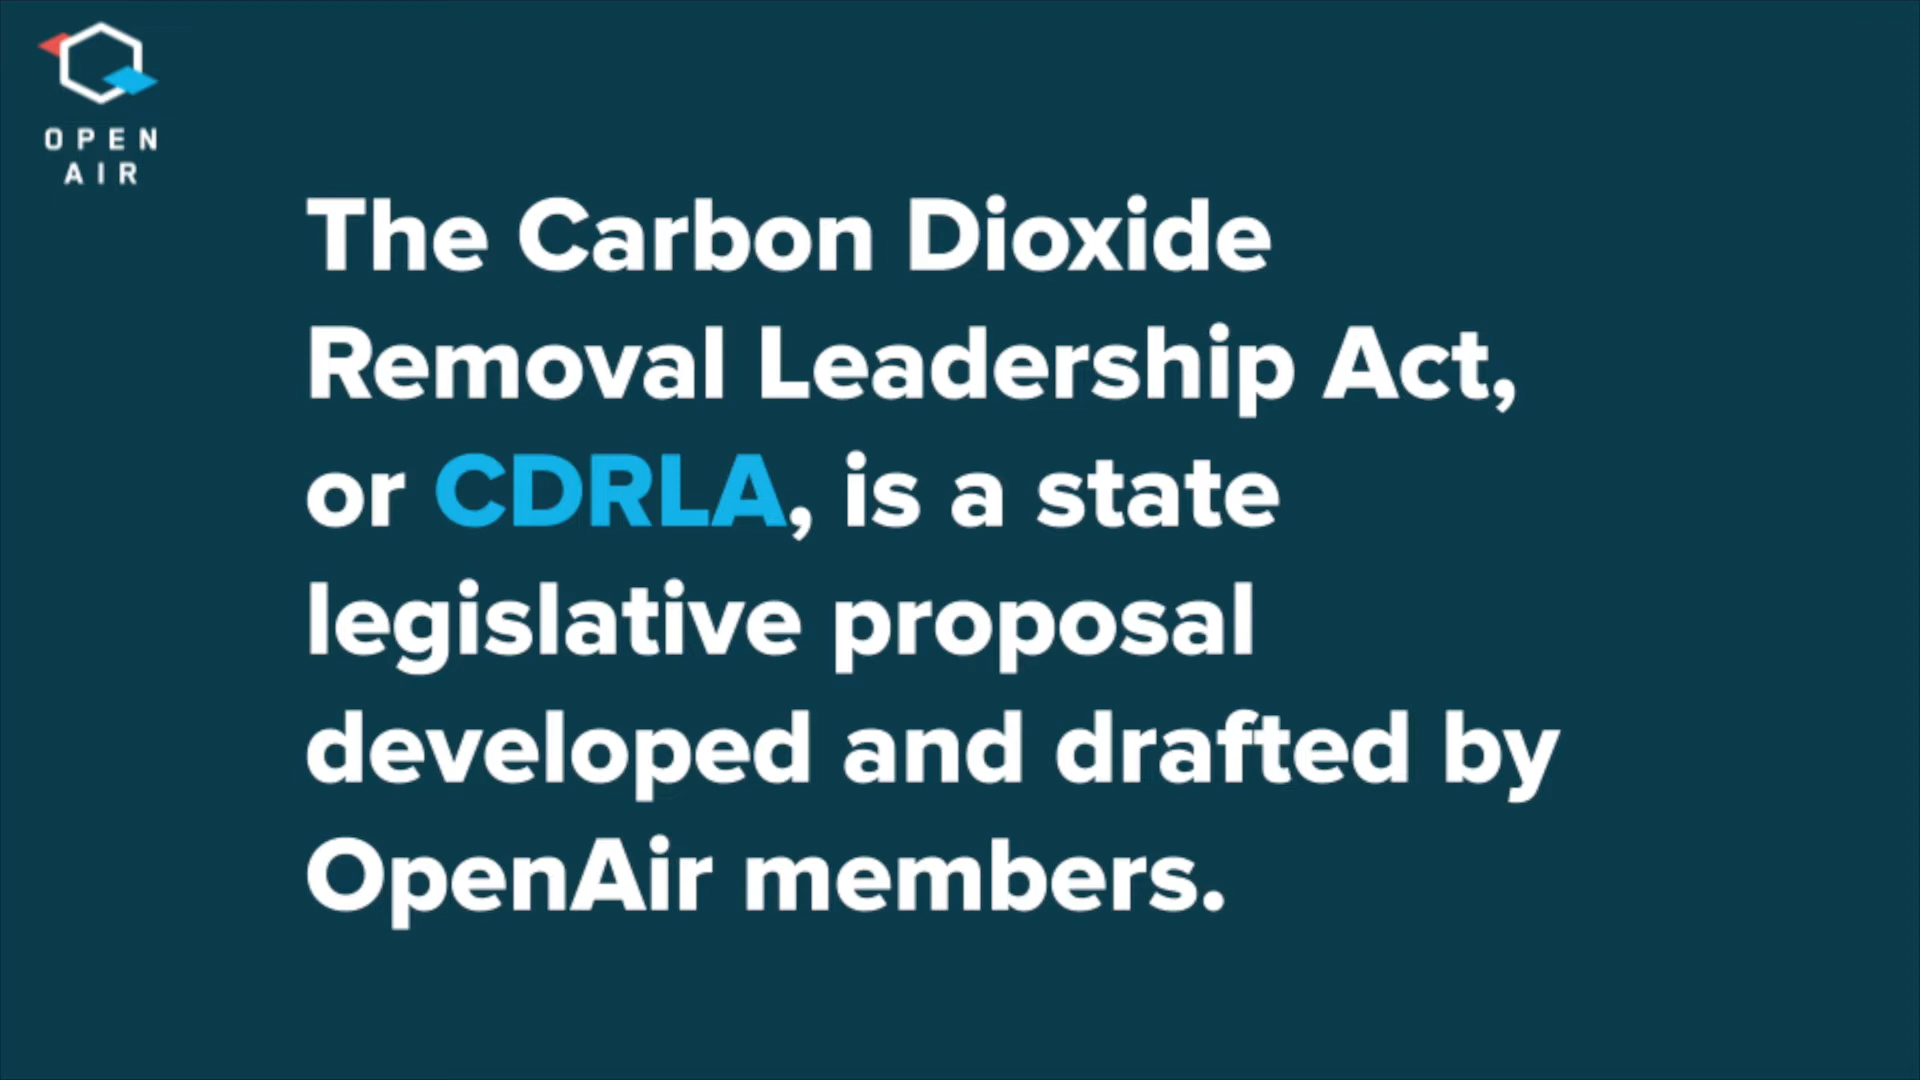 OPEN
AIR
The Carbon Dioxide
Removal Leadership Act,
or CDRLA, is a state
legislative proposal
developed and drafted by
OpenAir members.